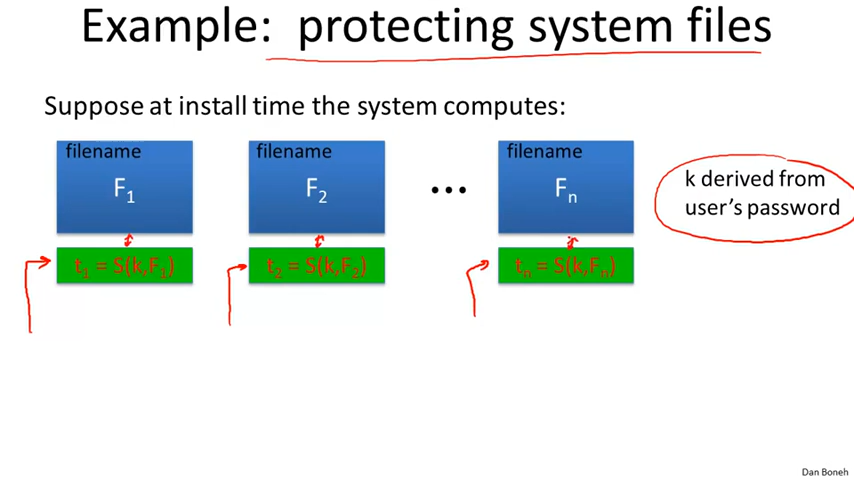 Example: protecting system files
Suppose at install time the system computes:
filename
F₁
filename
F₂
...
filename
Fₙ
k derived from
user's password
t₁ = S(k,F₁)
t₂ = S(k,F₂)
tₙ = S(k,Fₙ)
Dan Boneh